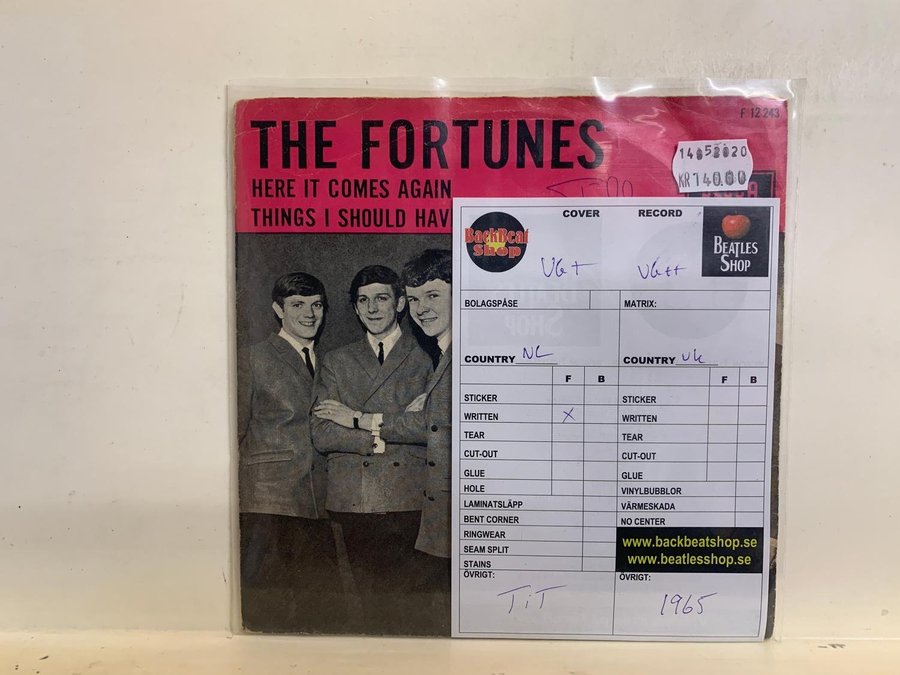 F 12 243
THE FORTUNES
HERE IT COMES AGAIN
THINGS I SHOULD HAV
14052020
KR 140.00
COVER RECORD
BackBeat Shop
BEATLES SHOP
VG+ VG++
BOLAGSPÅSE MATRIX:
COUNTRY NL COUNTRY UK
F B F B
STICKER STICKER
WRITTEN X WRITTEN
TEAR TEAR
CUT-OUT CUT-OUT
GLUE GLUE
HOLE VINYLBUBBLOR
LAMINATSLÄPP VÄRMESKADA
BENT CORNER NO CENTER
RINGWEAR
SEAM SPLIT
STAINS
www.backbeatshop.se
www.beatlesshop.se
ÖVRIGT: ÖVRIGT:
TiT 1965